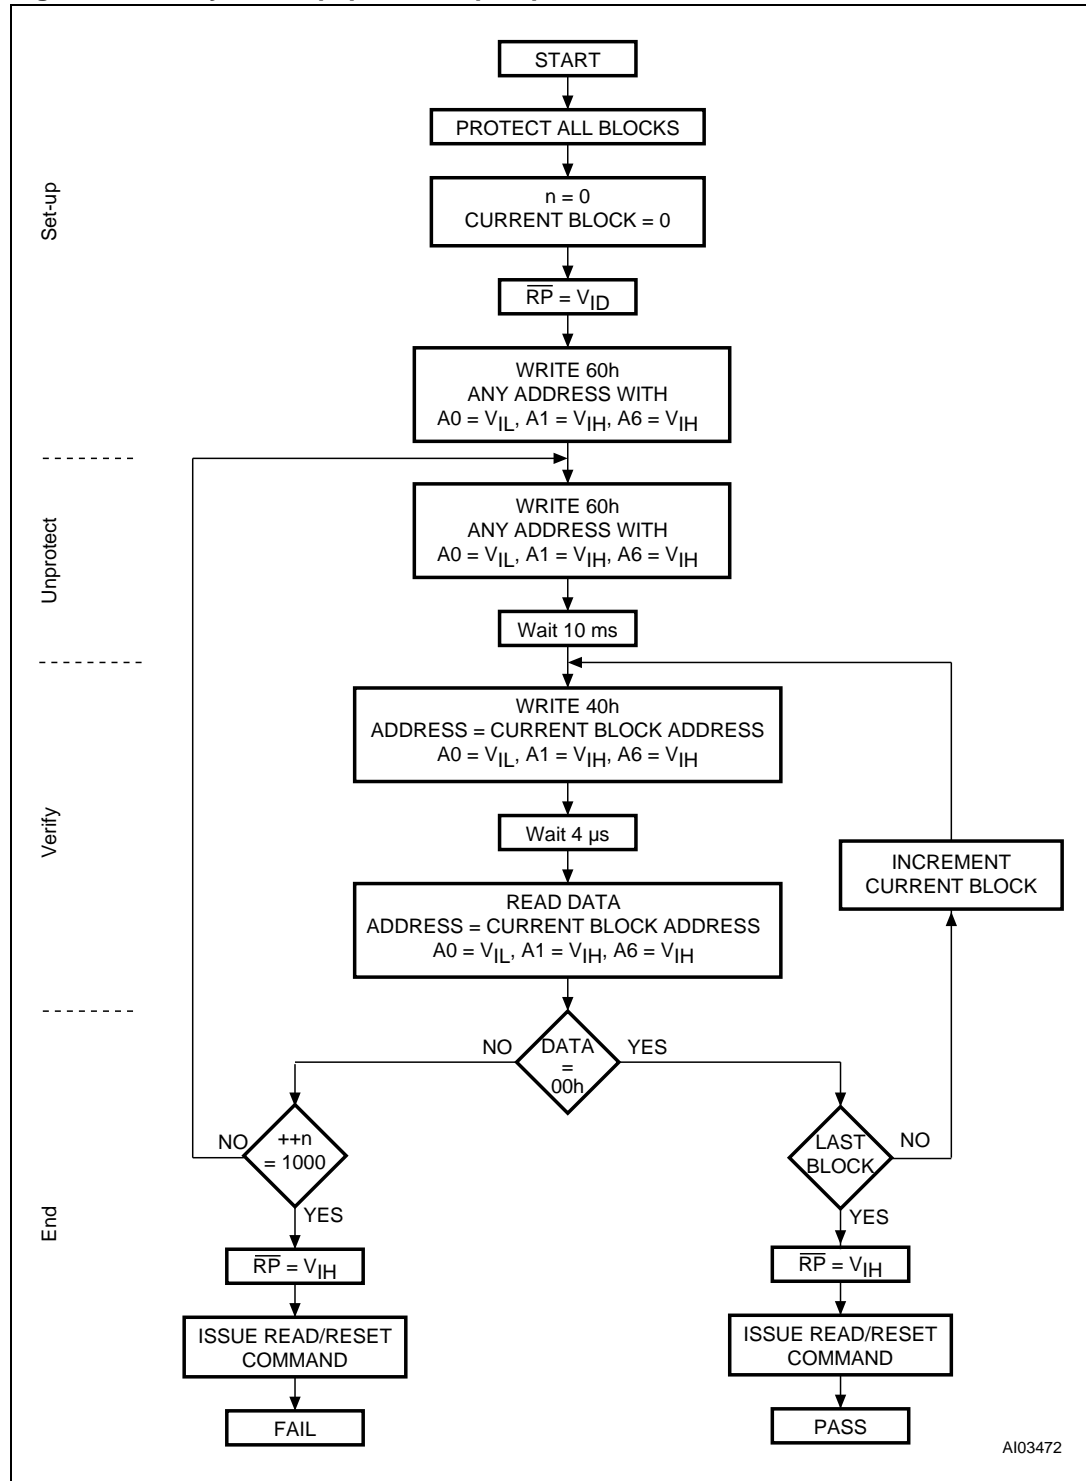 START
PROTECT ALL BLOCKS
Set-up
n = 0
CURRENT BLOCK = 0
RP = VID
WRITE 60h
ANY ADDRESS WITH
A0 = VIL, A1 = VIH, A6 = VIH
Unprotect
WRITE 60h
ANY ADDRESS WITH
A0 = VIL, A1 = VIH, A6 = VIH
Wait 10 ms
Verify
WRITE 40h
ADDRESS = CURRENT BLOCK ADDRESS
A0 = VIL, A1 = VIH, A6 = VIH
Wait 4 µs
INCREMENT
CURRENT BLOCK
READ DATA
ADDRESS = CURRENT BLOCK ADDRESS
A0 = VIL, A1 = VIH, A6 = VIH
End
NO
DATA
=
00h
YES
NO
++n
= 1000
YES
LAST
BLOCK
NO
YES
RP = VIH
RP = VIH
ISSUE READ/RESET
COMMAND
ISSUE READ/RESET
COMMAND
FAIL
PASS
AI03472